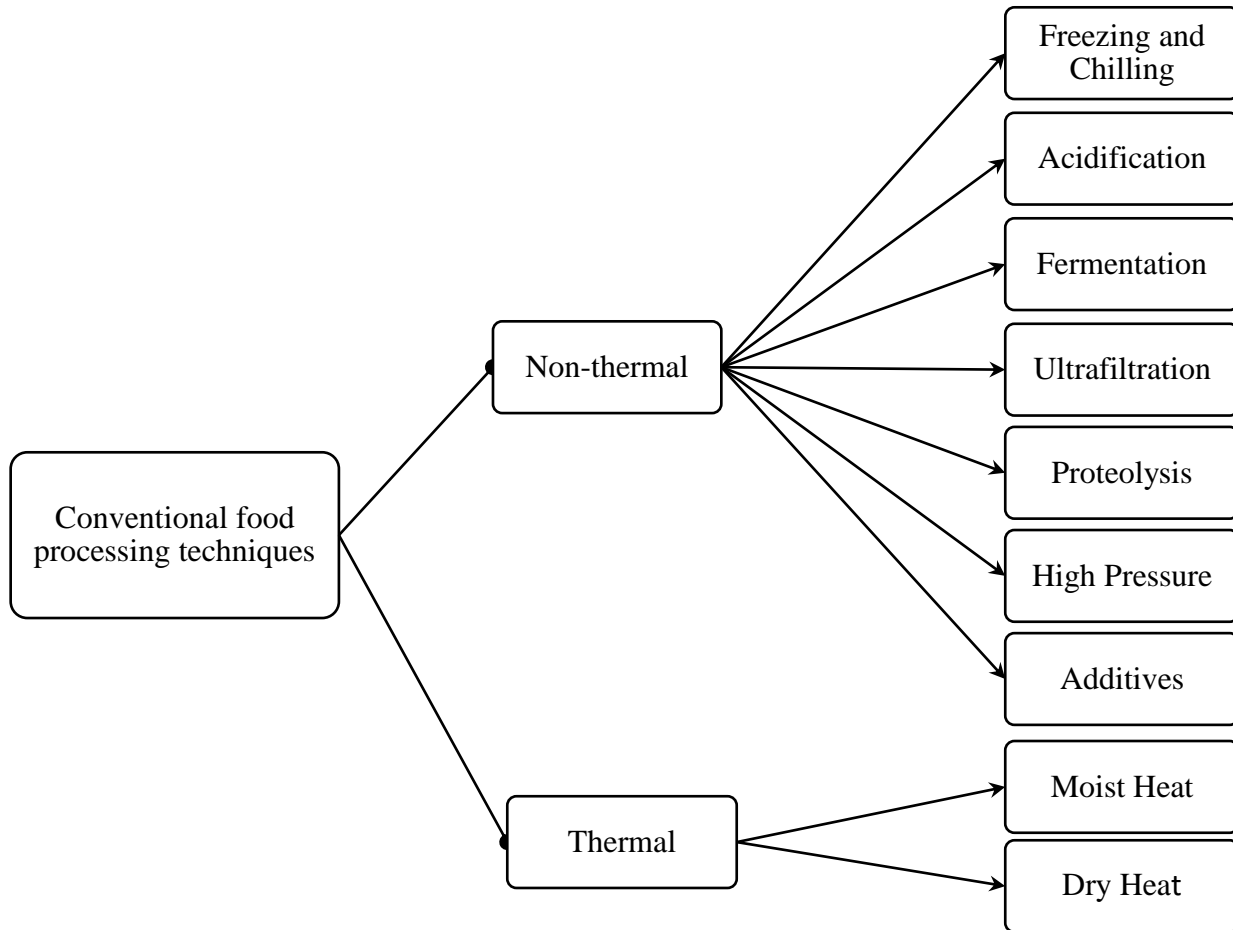 Freezing and
Chilling
Acidification
Fermentation
Non-thermal
Ultrafiltration
Proteolysis
Conventional food
processing techniques
High Pressure
Additives
Moist Heat
Thermal
Dry Heat